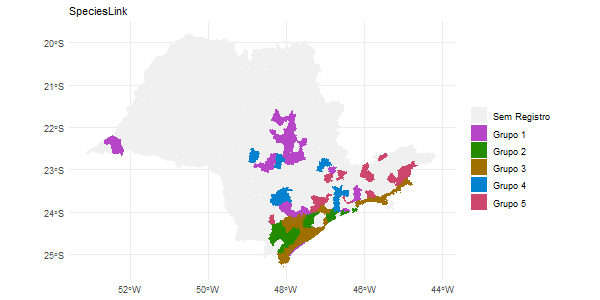 SpeciesLink
20°S
21°S
22°S
23°S
24°S
25°S
52°W
50°W
48°W
46°W
44°W
Sem Registro
Grupo 1
Grupo 2
Grupo 3
Grupo 4
Grupo 5